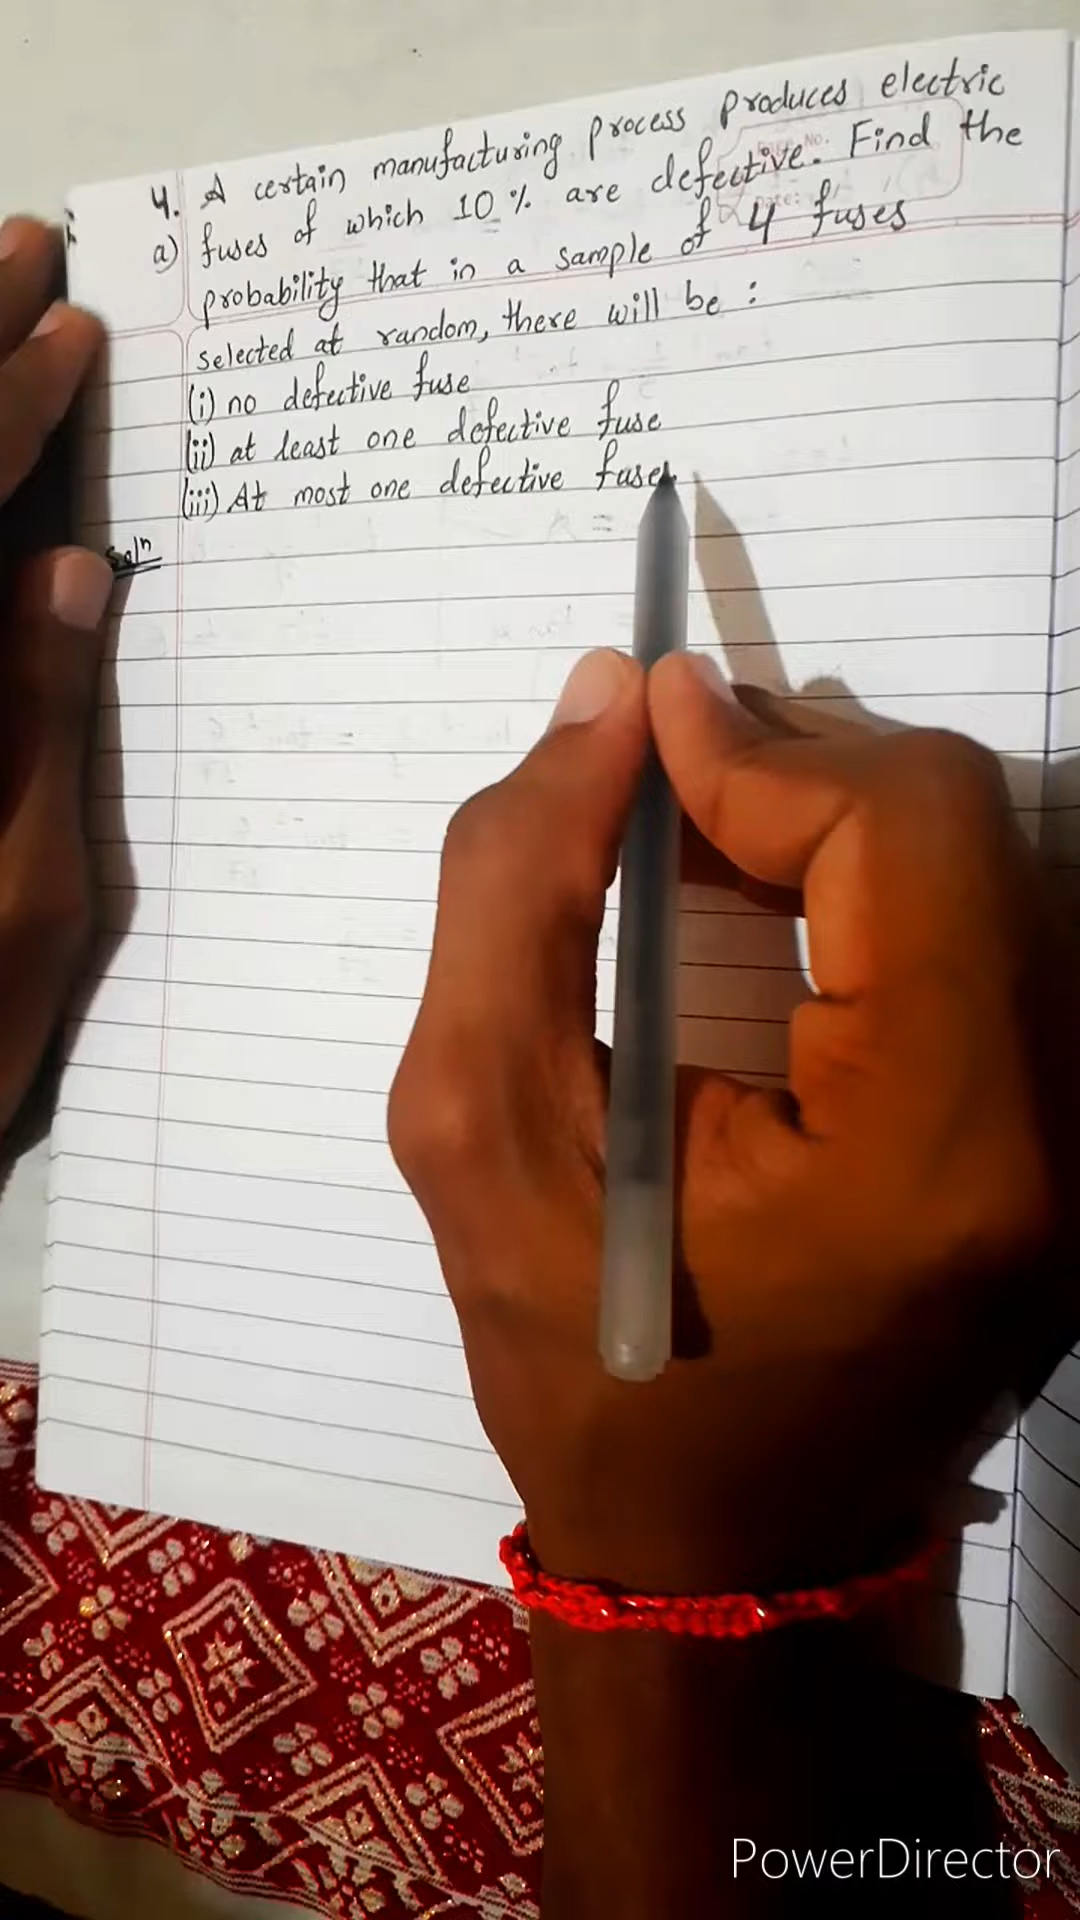 4. A certain manufacturing process produces electric
a) fuses of which 10 % are defective. Find the
probability that in a sample of 4 fuses
selected at random, there will be :
(i) no defective fuse
(ii) at least one defective fuse
(iii) At most one defective fuse.
Solⁿ
PowerDirector